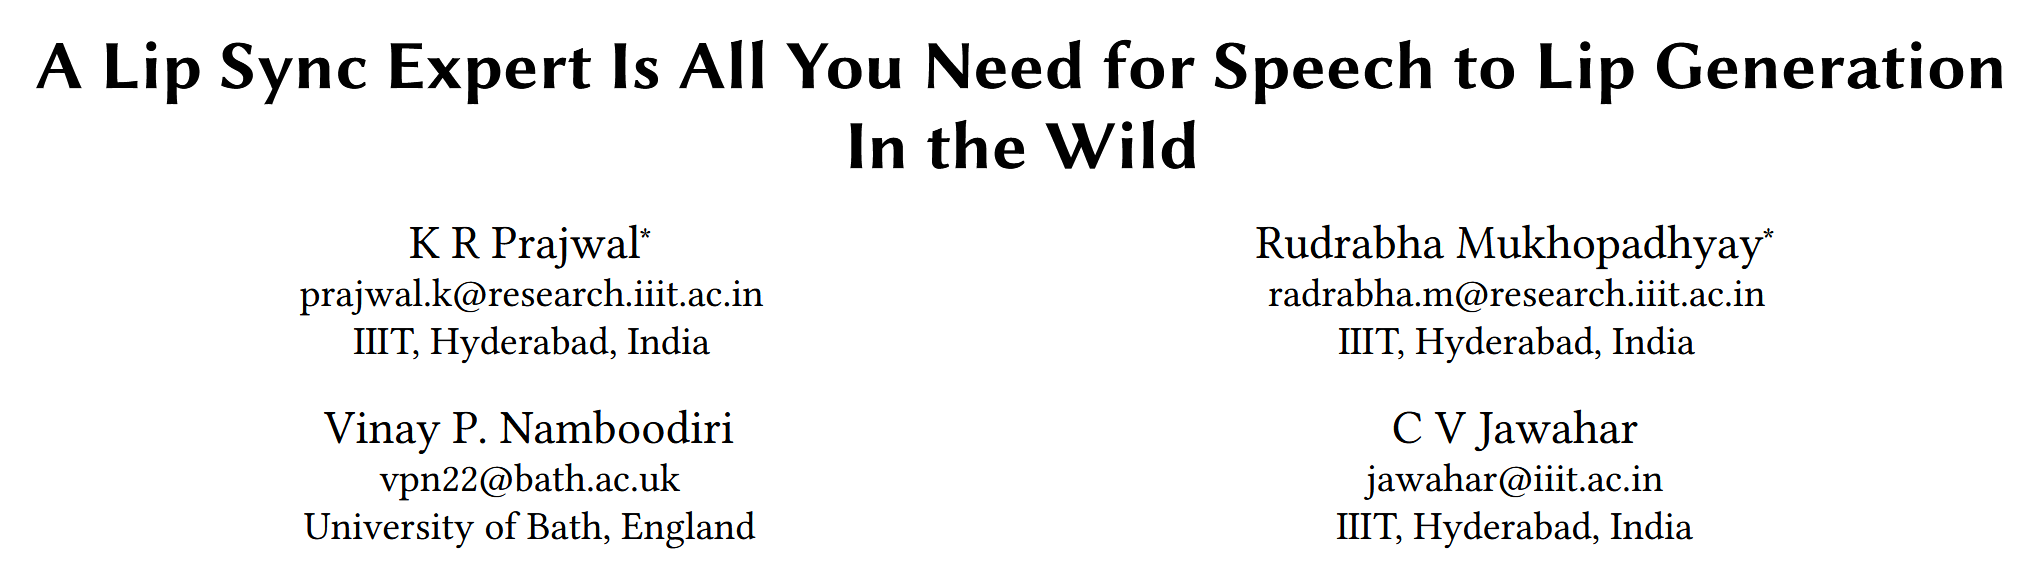 A Lip Sync Expert Is All You Need for Speech to Lip Generation
In the Wild
K R Prajwal*
prajwal.k@research.iiit.ac.in
IIIT, Hyderabad, India
Rudrabha Mukhopadhyay*
radrabha.m@research.iiit.ac.in
IIIT, Hyderabad, India
Vinay P. Namboodiri
vpn22@bath.ac.uk
University of Bath, England
C V Jawahar
jawahar@iiit.ac.in
IIIT, Hyderabad, India